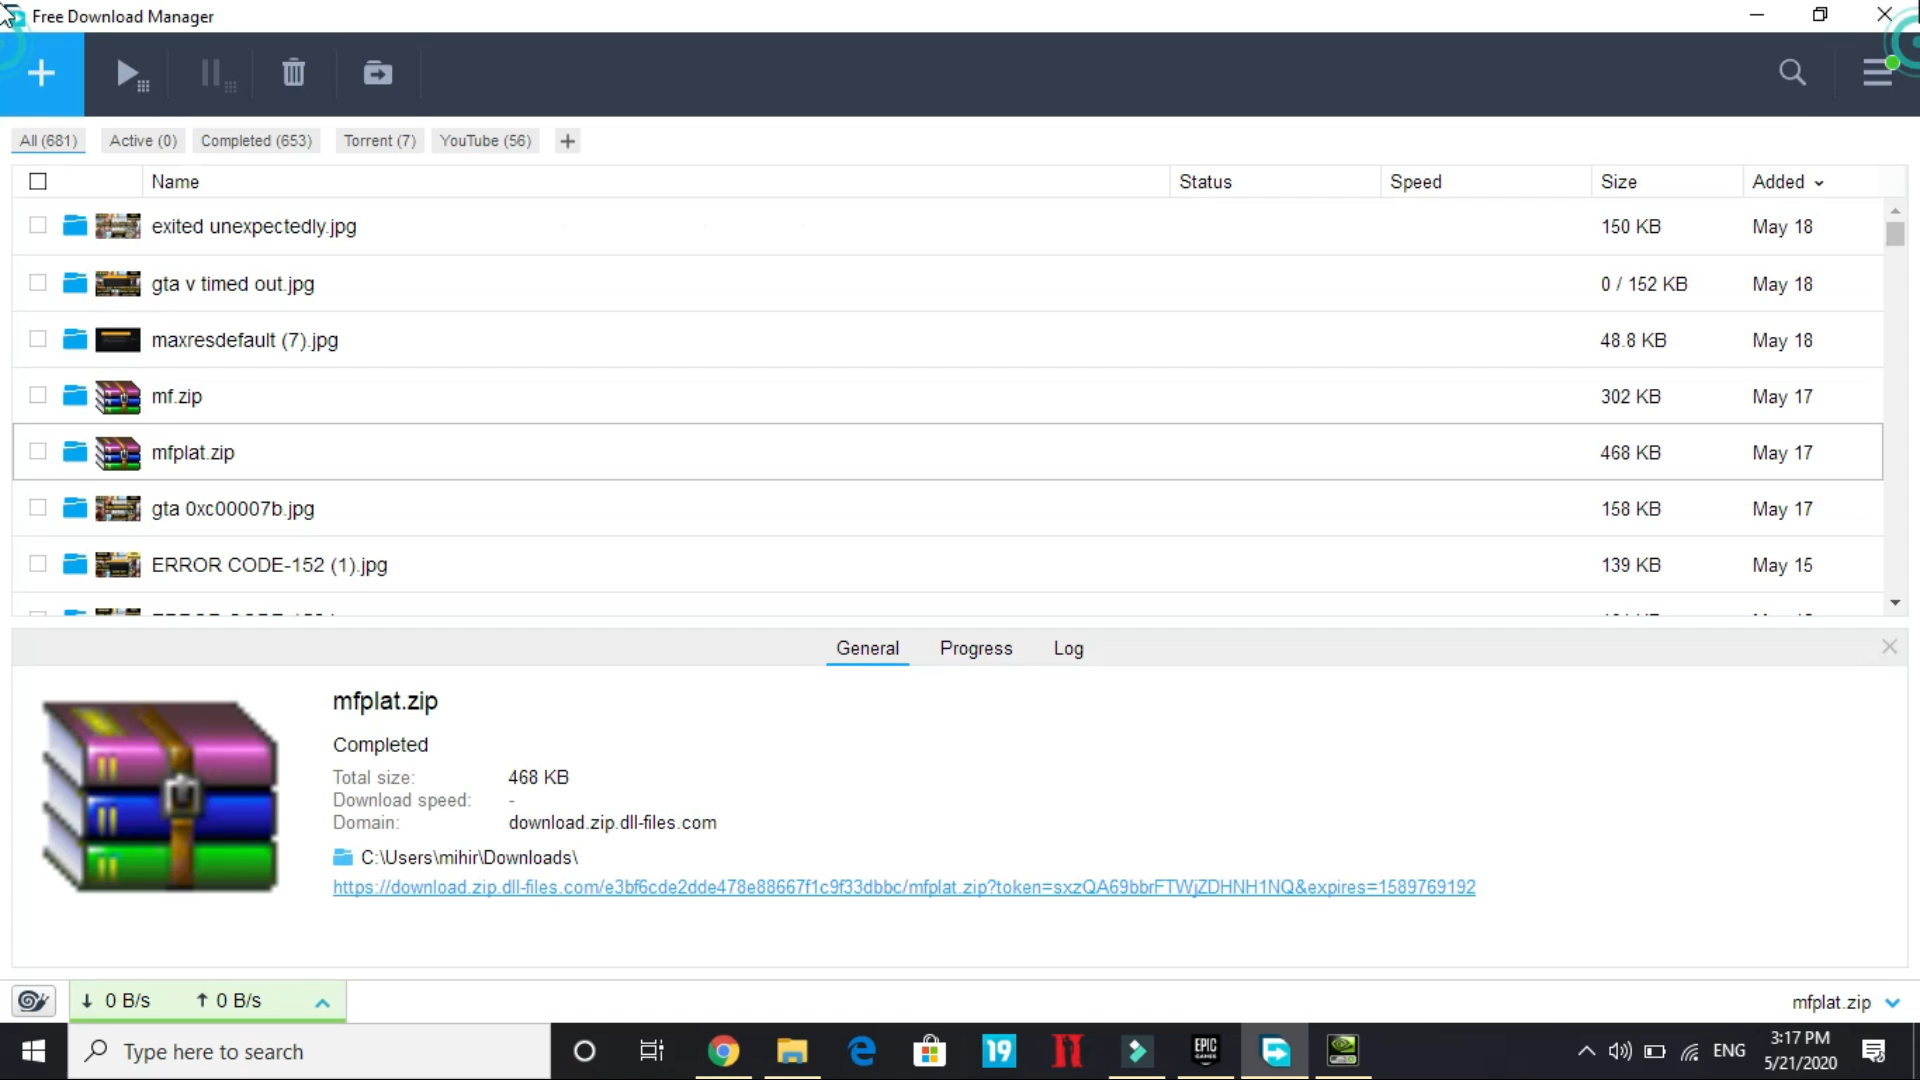 Free Download Manager
All (681)
Active (0)
Completed (653)
Torrent (7)
YouTube (56)
Name
Status
Speed
Size
Added
exited unexpectedly.jpg
150 KB
May 18
gta v timed out.jpg
0 / 152 KB
May 18
maxresdefault (7).jpg
48.8 KB
May 18
mf.zip
302 KB
May 17
mfplat.zip
468 KB
May 17
gta 0xc00007b.jpg
158 KB
May 17
ERROR CODE-152 (1).jpg
139 KB
May 15
General
Progress
Log
mfplat.zip
Completed
Total size: 468 KB
Download speed: -
Domain: download.zip.dll-files.com
C:\Users\mihir\Downloads\
https://download.zip.dll-files.com/e3bf6cde2dde478e88667f1c9f33dbbc/mfplat.zip?token=sxzQA69bbrFTWjZDHNH1NQ&expires=1589769192
0 B/s
0 B/s
mfplat.zip
Type here to search
19
EPIC
GAMES
ENG
3:17 PM
5/21/2020